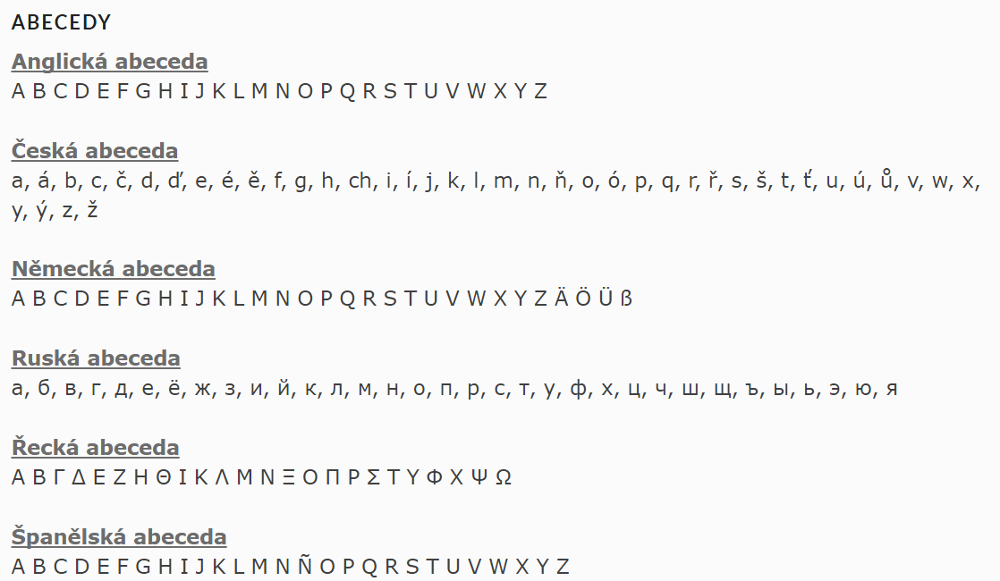 ABECEDY
Anglická abeceda
A B C D E F G H I J K L M N O P Q R S T U V W X Y Z
Česká abeceda
a, á, b, c, č, d, ď, e, é, ě, f, g, h, ch, i, í, j, k, l, m, n, ň, o, ó, p, q, r, ř, s, š, t, ť, u, ú, ů, v, w, x,
y, ý, z, ž
Německá abeceda
A B C D E F G H I J K L M N O P Q R S T U V W X Y Z Ä Ö Ü ß
Ruská abeceda
а, б, в, г, д, е, ё, ж, з, и, й, к, л, м, н, о, п, р, с, т, у, ф, х, ц, ч, ш, щ, ъ, ы, ь, э, ю, я
Řecká abeceda
Α Β Γ Δ Ε Ζ Η Θ Ι Κ Λ Μ Ν Ξ Ο Π Ρ Σ Τ Υ Φ Χ Ψ Ω
Španělská abeceda
A B C D E F G H I J K L M N Ñ O P Q R S T U V W X Y Z